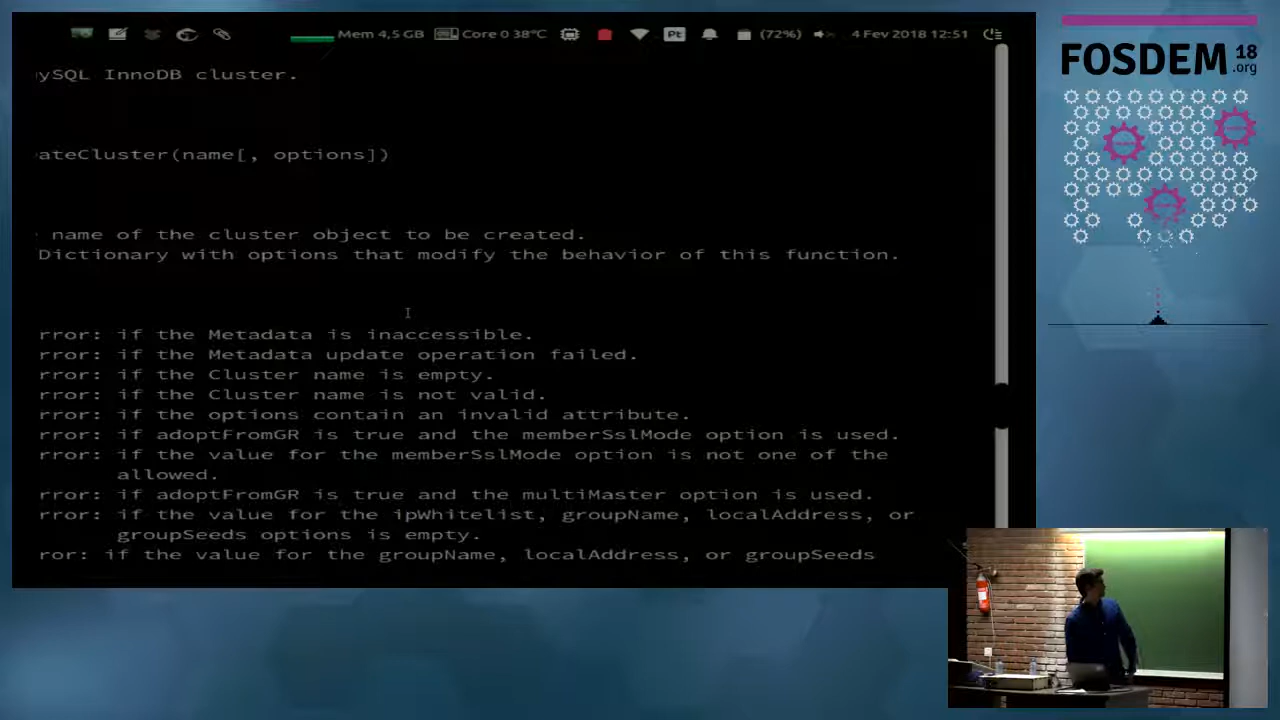 Mem 4,5 GB Core 0 38°C Pt (72%) 4 Fev 2018 12:51
ySQL InnoDB cluster.
ateCluster(name[, options])
name of the cluster object to be created.
Dictionary with options that modify the behavior of this function.
rror: if the Metadata is inaccessible.
rror: if the Metadata update operation failed.
rror: if the Cluster name is empty.
rror: if the Cluster name is not valid.
rror: if the options contain an invalid attribute.
rror: if adoptFromGR is true and the memberSslMode option is used.
rror: if the value for the memberSslMode option is not one of the
allowed.
rror: if adoptFromGR is true and the multiMaster option is used.
rror: if the value for the ipWhitelist, groupName, localAddress, or
groupSeeds options is empty.
ror: if the value for the groupName, localAddress, or groupSeeds
FOSDEM 18
.org